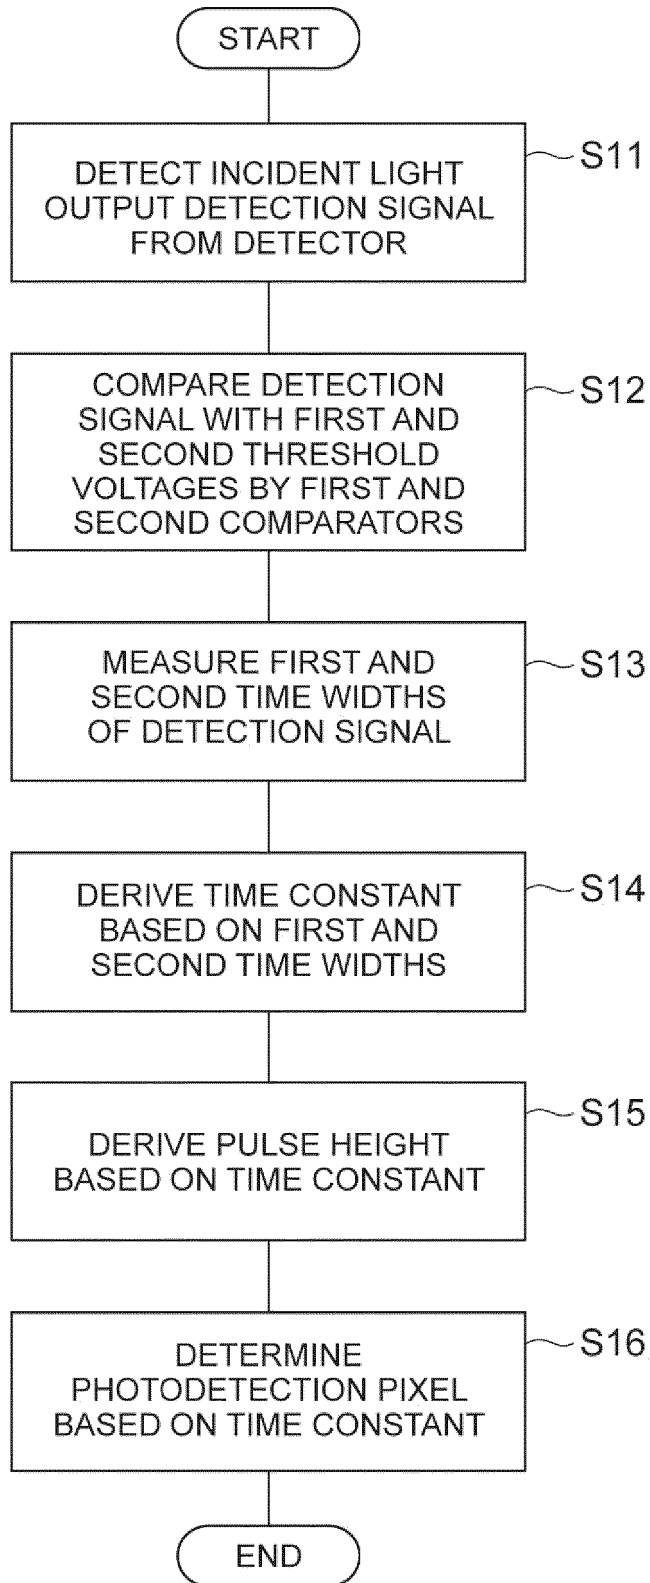 START
S11
DETECT INCIDENT LIGHT
OUTPUT DETECTION SIGNAL
FROM DETECTOR
S12
COMPARE DETECTION
SIGNAL WITH FIRST AND
SECOND THRESHOLD
VOLTAGES BY FIRST AND
SECOND COMPARATORS
S13
MEASURE FIRST AND
SECOND TIME WIDTHS
OF DETECTION SIGNAL
S14
DERIVE TIME CONSTANT
BASED ON FIRST AND
SECOND TIME WIDTHS
S15
DERIVE PULSE HEIGHT
BASED ON TIME CONSTANT
S16
DETERMINE
PHOTODETECTION PIXEL
BASED ON TIME CONSTANT
END